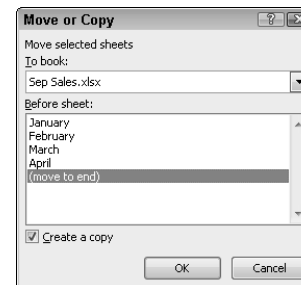 Move or Copy
Move selected sheets
To book:
Sep Sales.xlsx
Before sheet:
January
February
March
April
(move to end)
Create a copy
OK
Cancel